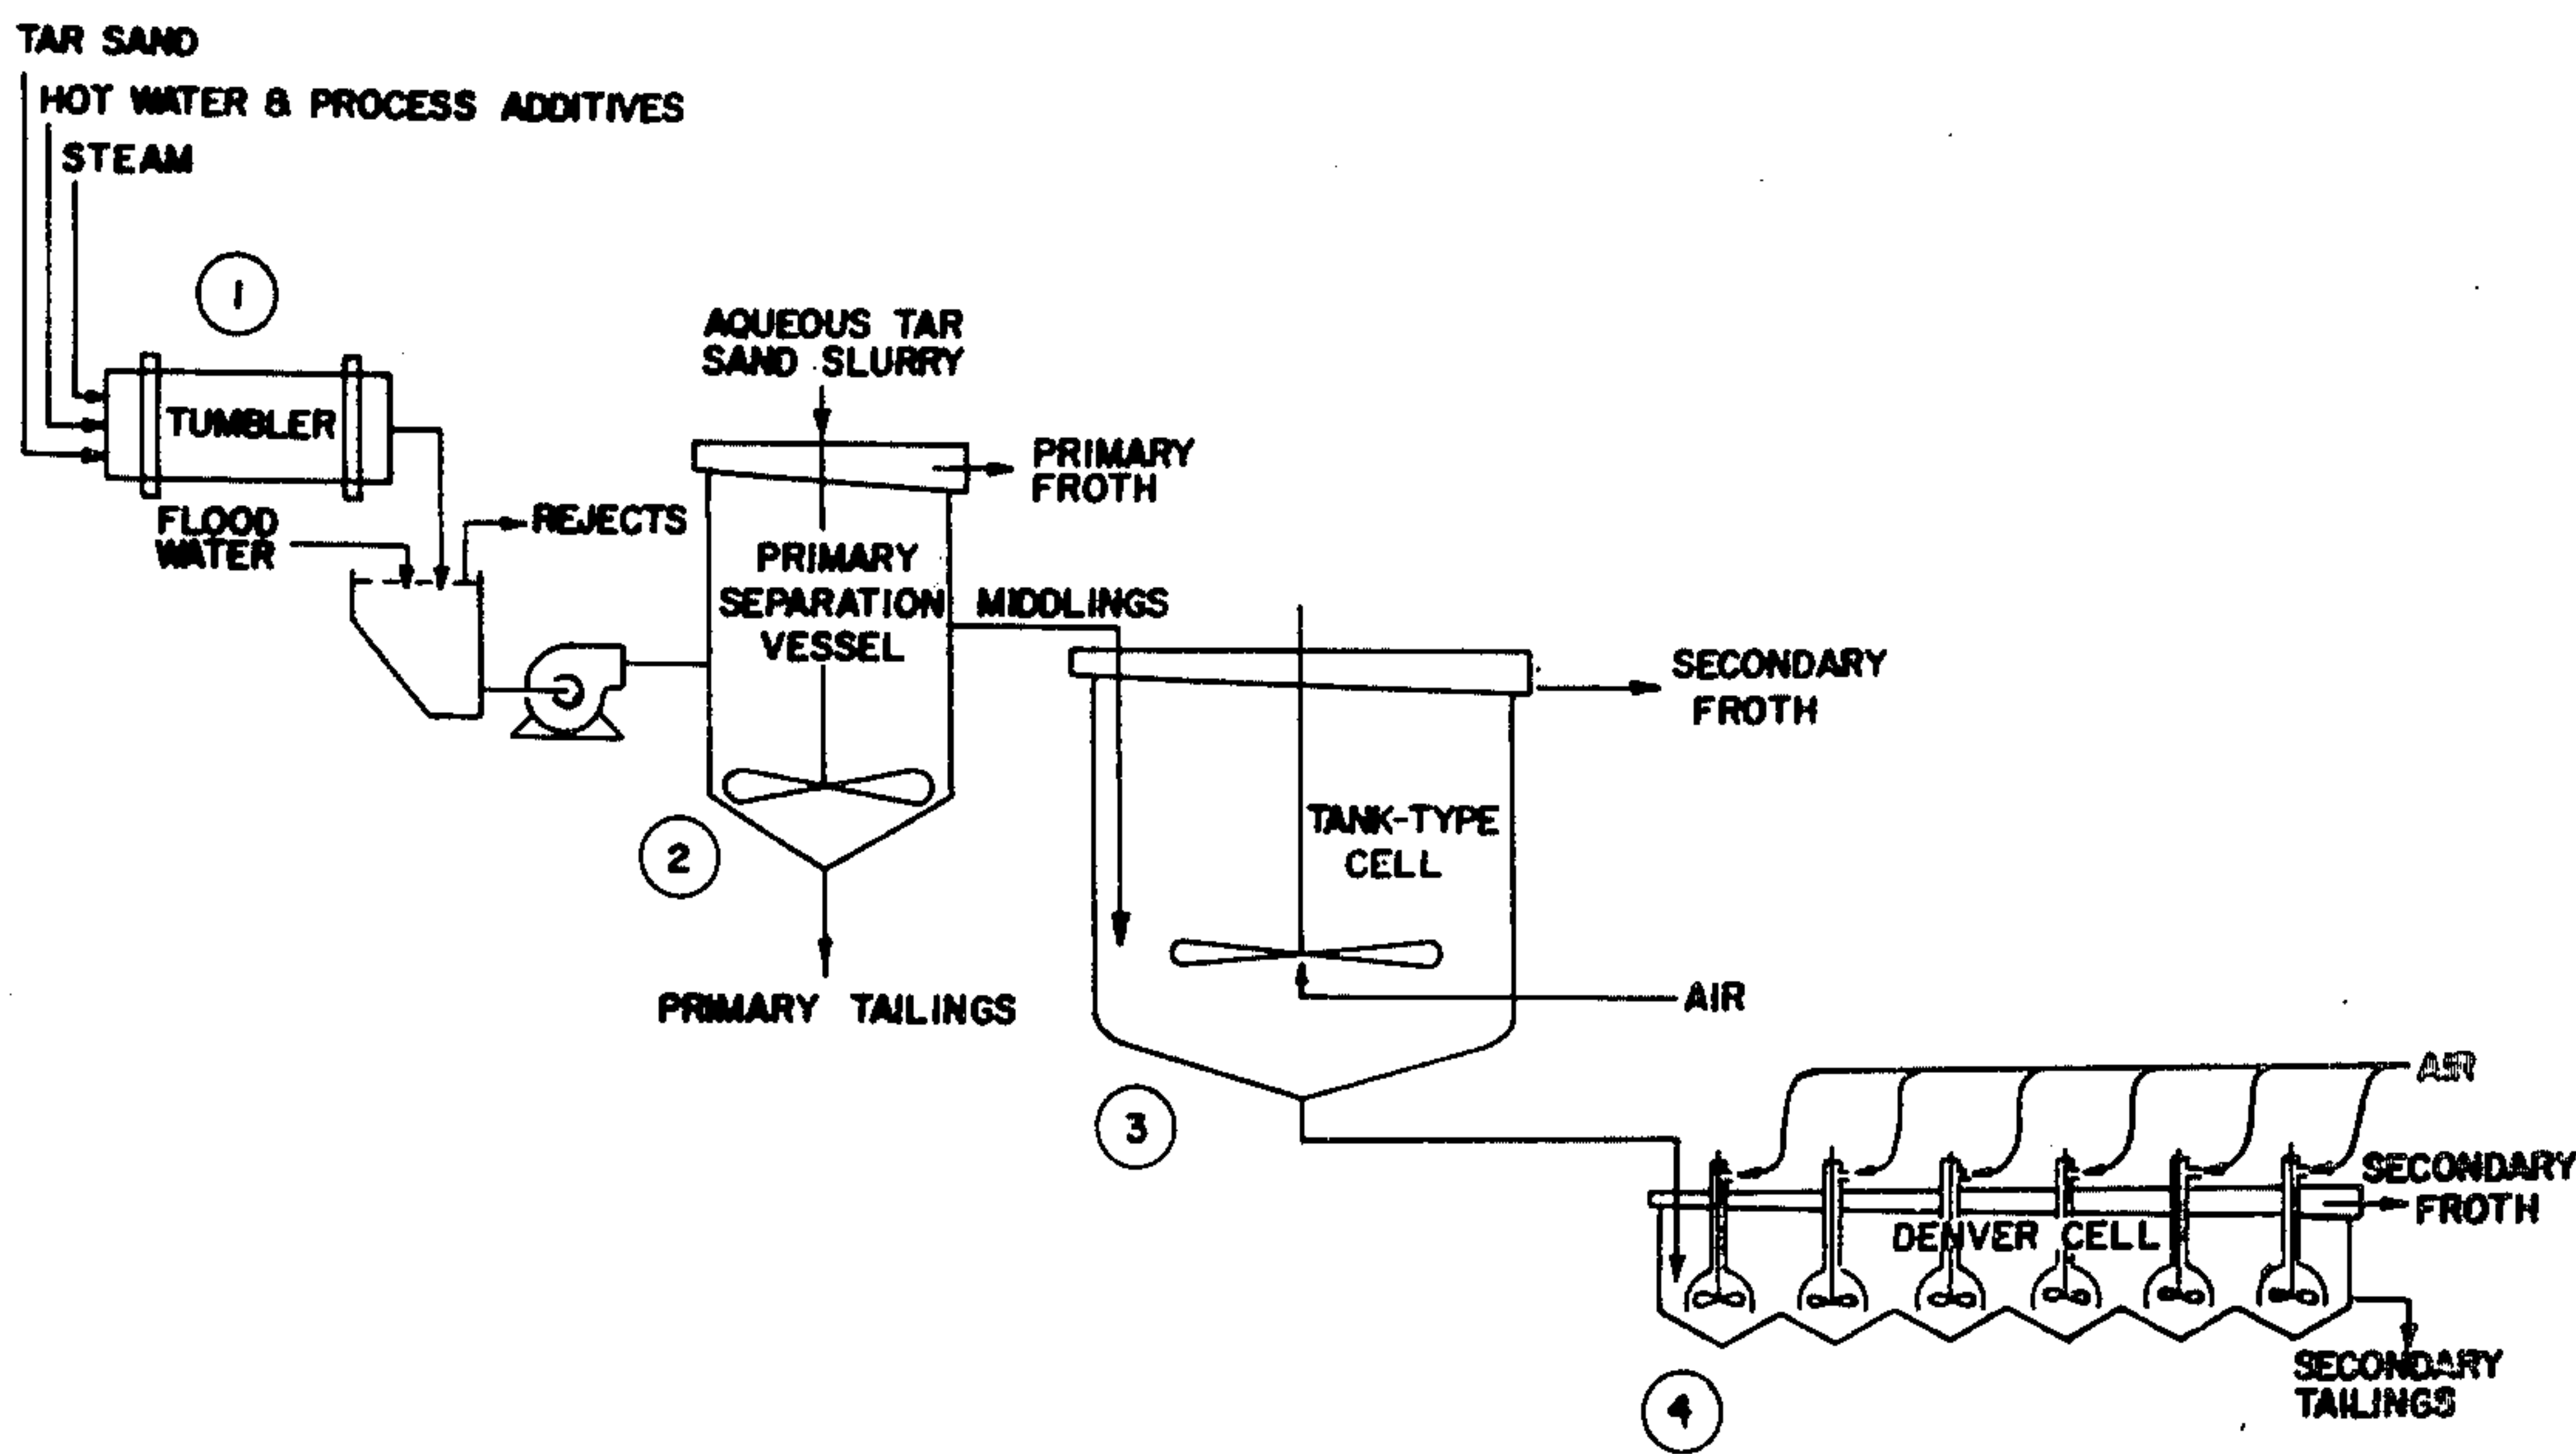 TAR SAND
HOT WATER & PROCESS ADDITIVES
STEAM
1
TUMBLER
FLOOD
WATER
REJECTS
AQUEOUS TAR
SAND SLURRY
PRIMARY
FROTH
PRIMARY
SEPARATION
VESSEL
MIDDLINGS
2
PRIMARY TAILINGS
SECONDARY
FROTH
TANK-TYPE
CELL
AIR
3
AIR
SECONDARY
FROTH
DENVER CELL
SECONDARY
TAILINGS
4